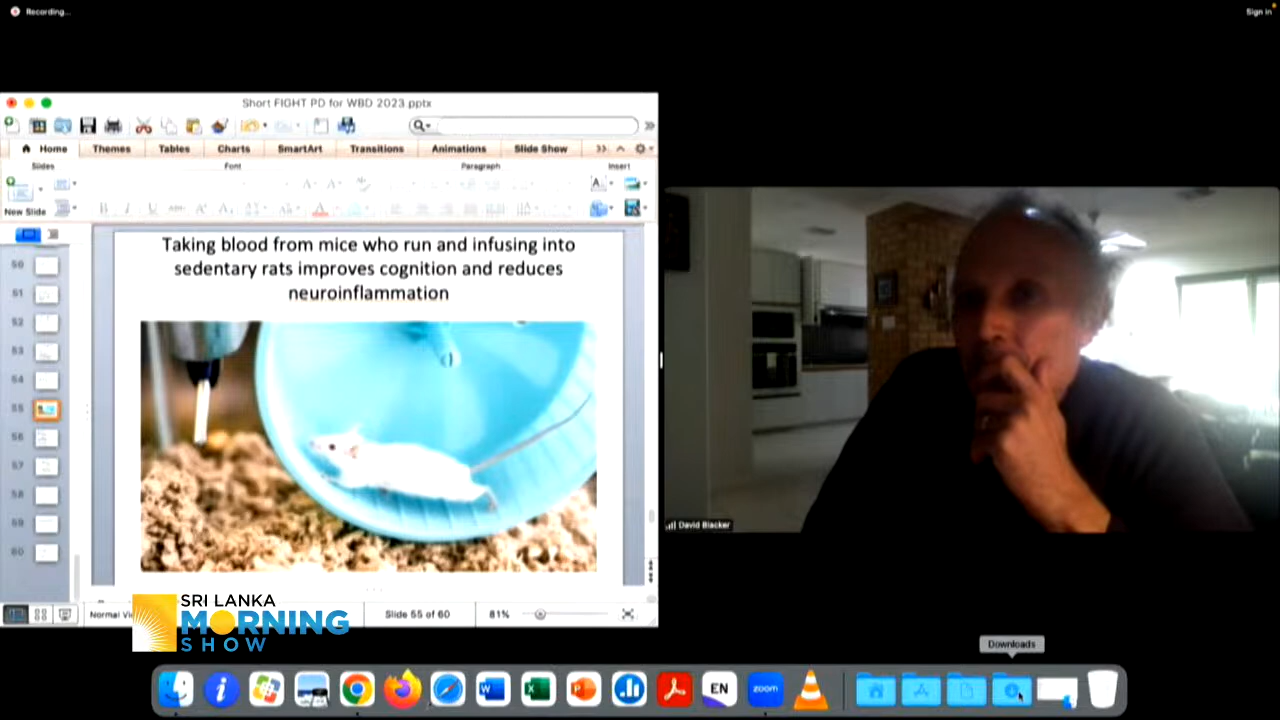 Recording...
Sign in
Short FIGHT PD for WBD 2023 pptx
Home Themes Tables Charts SmartArt Transitions Animations Slide Show
Slides Font Paragraph Insert
New Slide
Taking blood from mice who run and infusing into
sedentary rats improves cognition and reduces
neuroinflammation
50
51
52
53
54
55
56
57
58
59
60
David Blacker
Normal Vi
Slide 55 of 60
81%
SRI LANKA
MORNING
SHOW
Downloads
EN
zoom